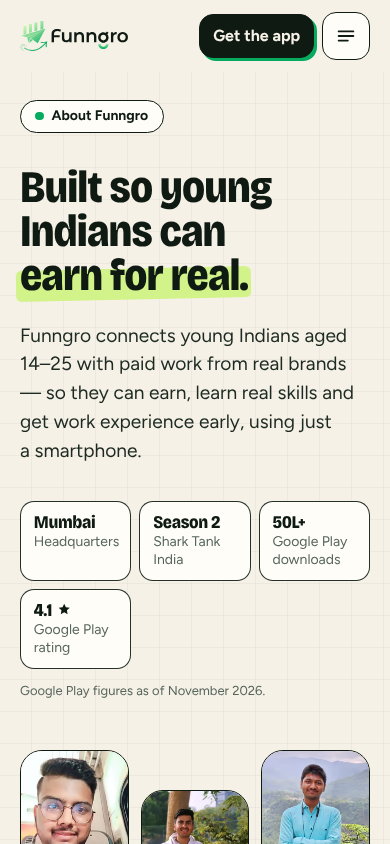 Funngro
Get the app
About Funngro
Built so young
Indians can
earn for real.
Funngro connects young Indians aged
14–25 with paid work from real brands
— so they can earn, learn real skills and
get work experience early, using just
a smartphone.
Mumbai
Headquarters
Season 2
Shark Tank
India
50L+
Google Play
downloads
4.1 ★
Google Play
rating
Google Play figures as of November 2026.